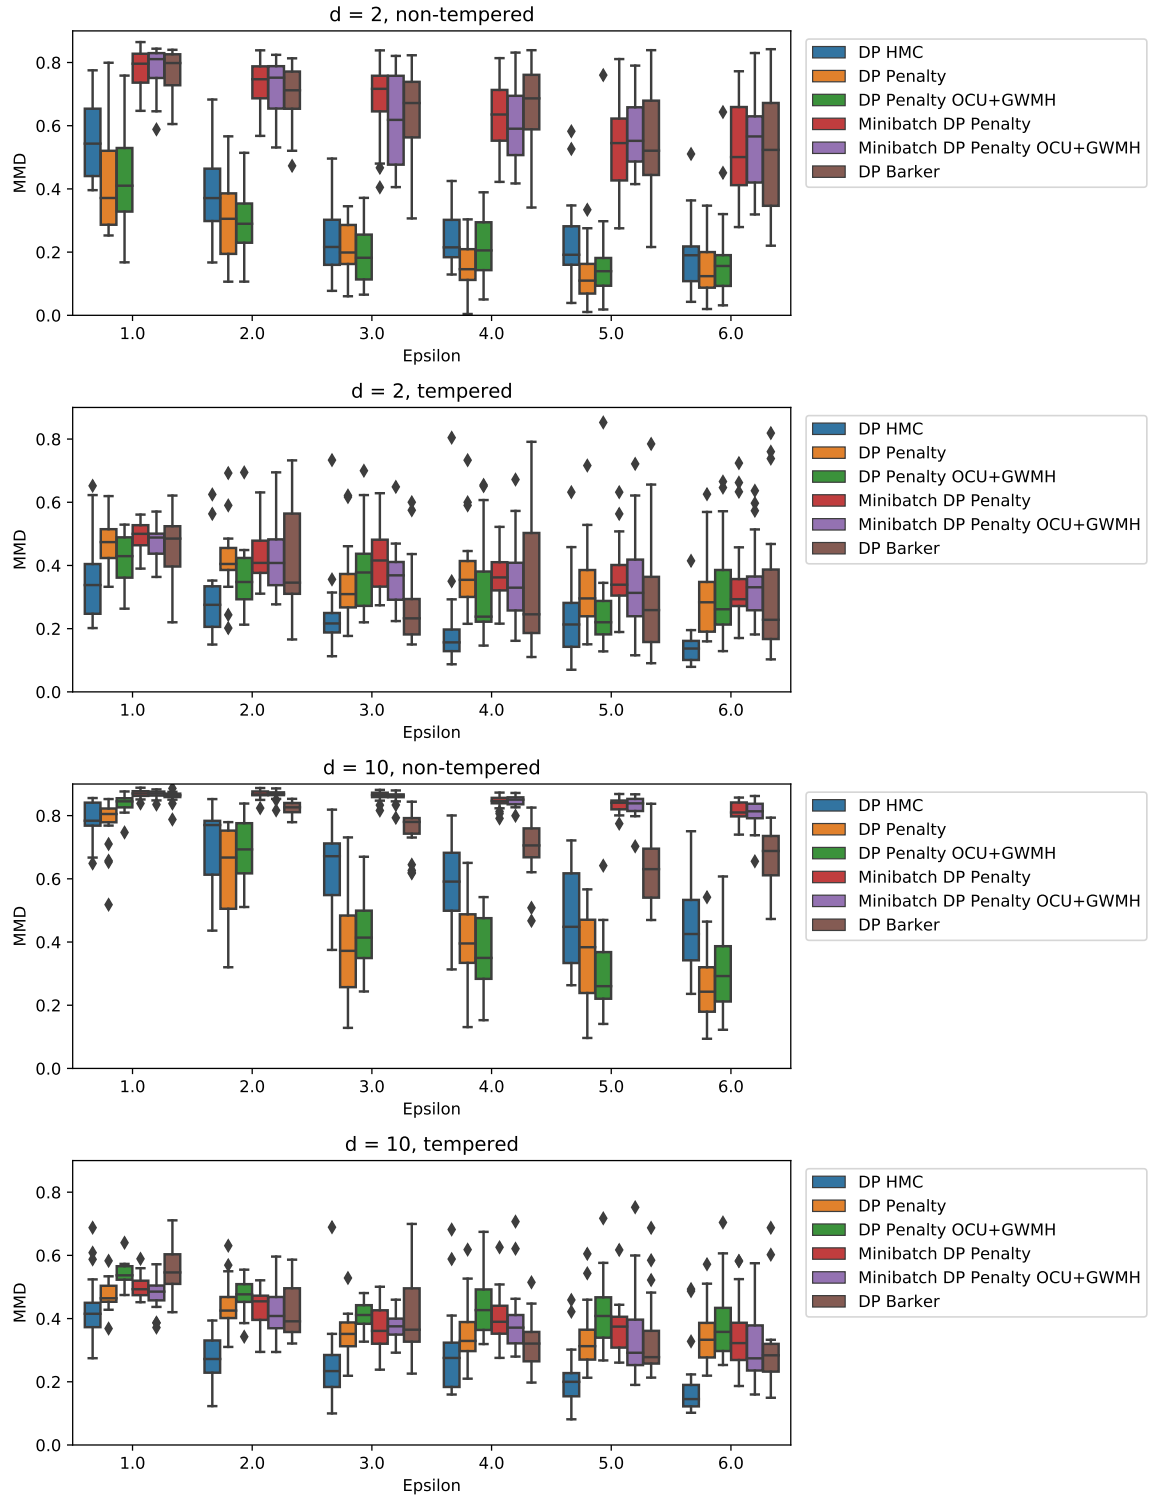 d = 2, non-tempered
0.8
0.6
0.4
0.2
0.0
MMD
1.0 2.0 3.0 4.0 5.0 6.0
Epsilon
DP HMC
DP Penalty
DP Penalty OCU+GWMH
Minibatch DP Penalty
Minibatch DP Penalty OCU+GWMH
DP Barker
d = 2, tempered
0.8
0.6
0.4
0.2
0.0
MMD
1.0 2.0 3.0 4.0 5.0 6.0
Epsilon
DP HMC
DP Penalty
DP Penalty OCU+GWMH
Minibatch DP Penalty
Minibatch DP Penalty OCU+GWMH
DP Barker
d = 10, non-tempered
0.8
0.6
0.4
0.2
0.0
MMD
1.0 2.0 3.0 4.0 5.0 6.0
Epsilon
DP HMC
DP Penalty
DP Penalty OCU+GWMH
Minibatch DP Penalty
Minibatch DP Penalty OCU+GWMH
DP Barker
d = 10, tempered
0.8
0.6
0.4
0.2
0.0
MMD
1.0 2.0 3.0 4.0 5.0 6.0
Epsilon
DP HMC
DP Penalty
DP Penalty OCU+GWMH
Minibatch DP Penalty
Minibatch DP Penalty OCU+GWMH
DP Barker